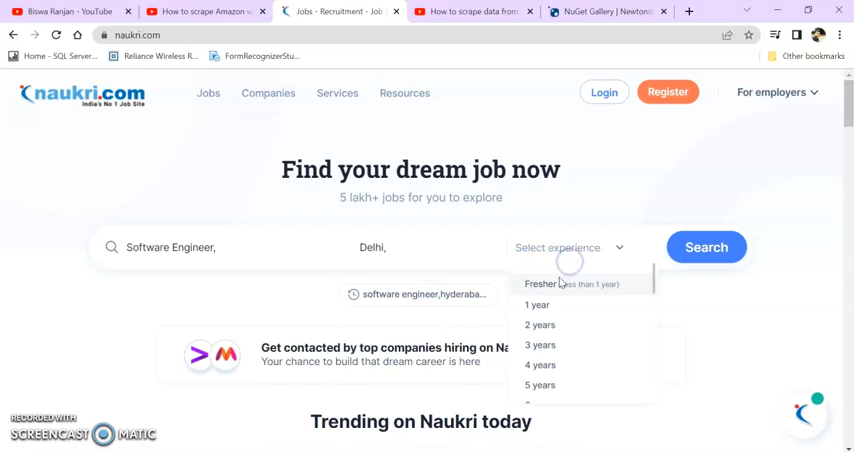 Biswa Ranjan - YouTube
How to scrape Amazon w
Jobs - Recruitment - Job
How to scrape data from
NuGet Gallery | Newtons
naukri.com
Home - SQL Server...
Reliance Wireless R...
FormRecognizerStu...
Other bookmarks
naukri.com
India's No 1 Job Site
Jobs
Companies
Services
Resources
Login
Register
For employers
Find your dream job now
5 lakh+ jobs for you to explore
Software Engineer,
Delhi,
Select experience
Search
Fresher than 1 year)
software engineer,hyderaba...
1 year
2 years
3 years
4 years
5 years
Get contacted by top companies hiring on
Your chance to build that dream career is here
Trending on Naukri today
RECORDED WITH
SCREENCAST MATIC